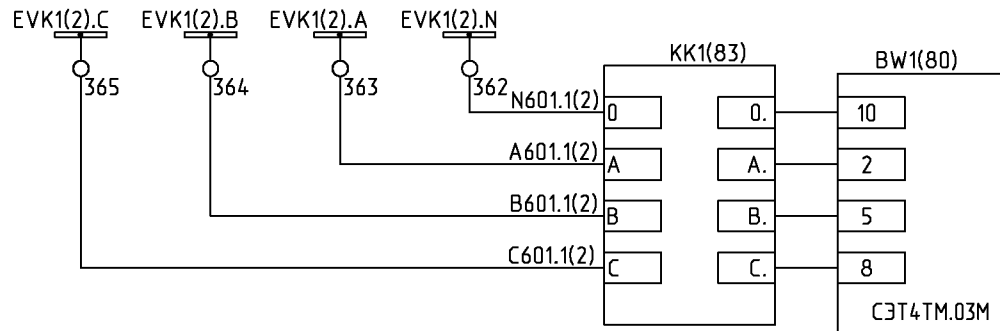 EVK1(2).C EVK1(2).B EVK1(2).A EVK1(2).N
KK1(83)
BW1(80)
365 364 363 362
N601.1(2) 0 0. 10
A601.1(2) A A. 2
B601.1(2) B B. 5
C601.1(2) C C. 8
СЭТ4ТМ.03М